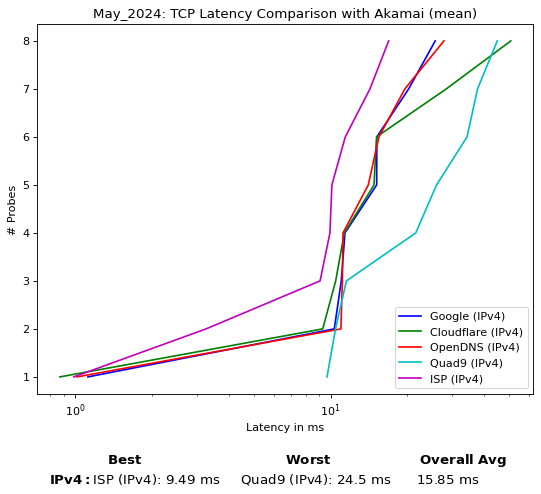 May_2024: TCP Latency Comparison with Akamai (mean)
8
7
6
5
4
3
2
1
# Probes
10^0
10^1
Latency in ms
Google (IPv4)
Cloudflare (IPv4)
OpenDNS (IPv4)
Quad9 (IPv4)
ISP (IPv4)
Best Worst Overall Avg
IPv4: ISP (IPv4): 9.49 ms Quad9 (IPv4): 24.5 ms 15.85 ms